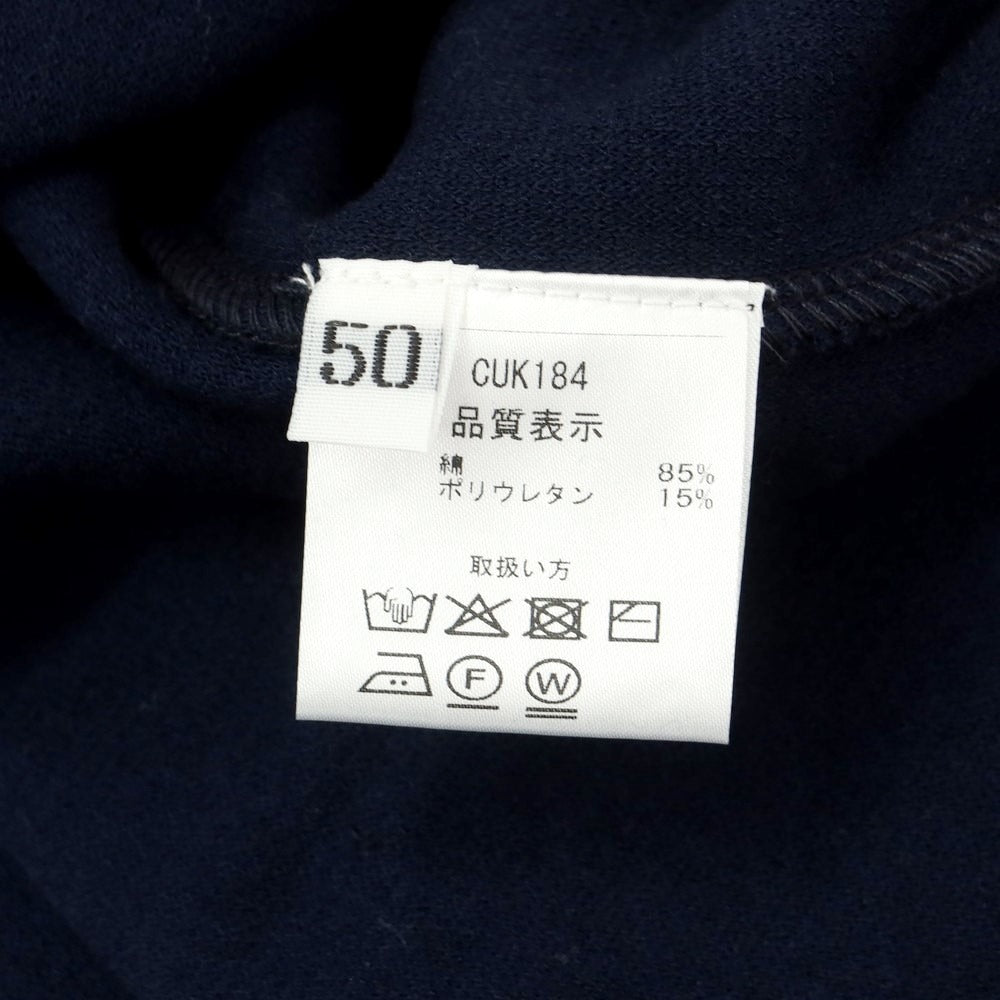 50
CUK184
品質表示
綿 85%
ポリウレタン 15%
取扱い方
F W